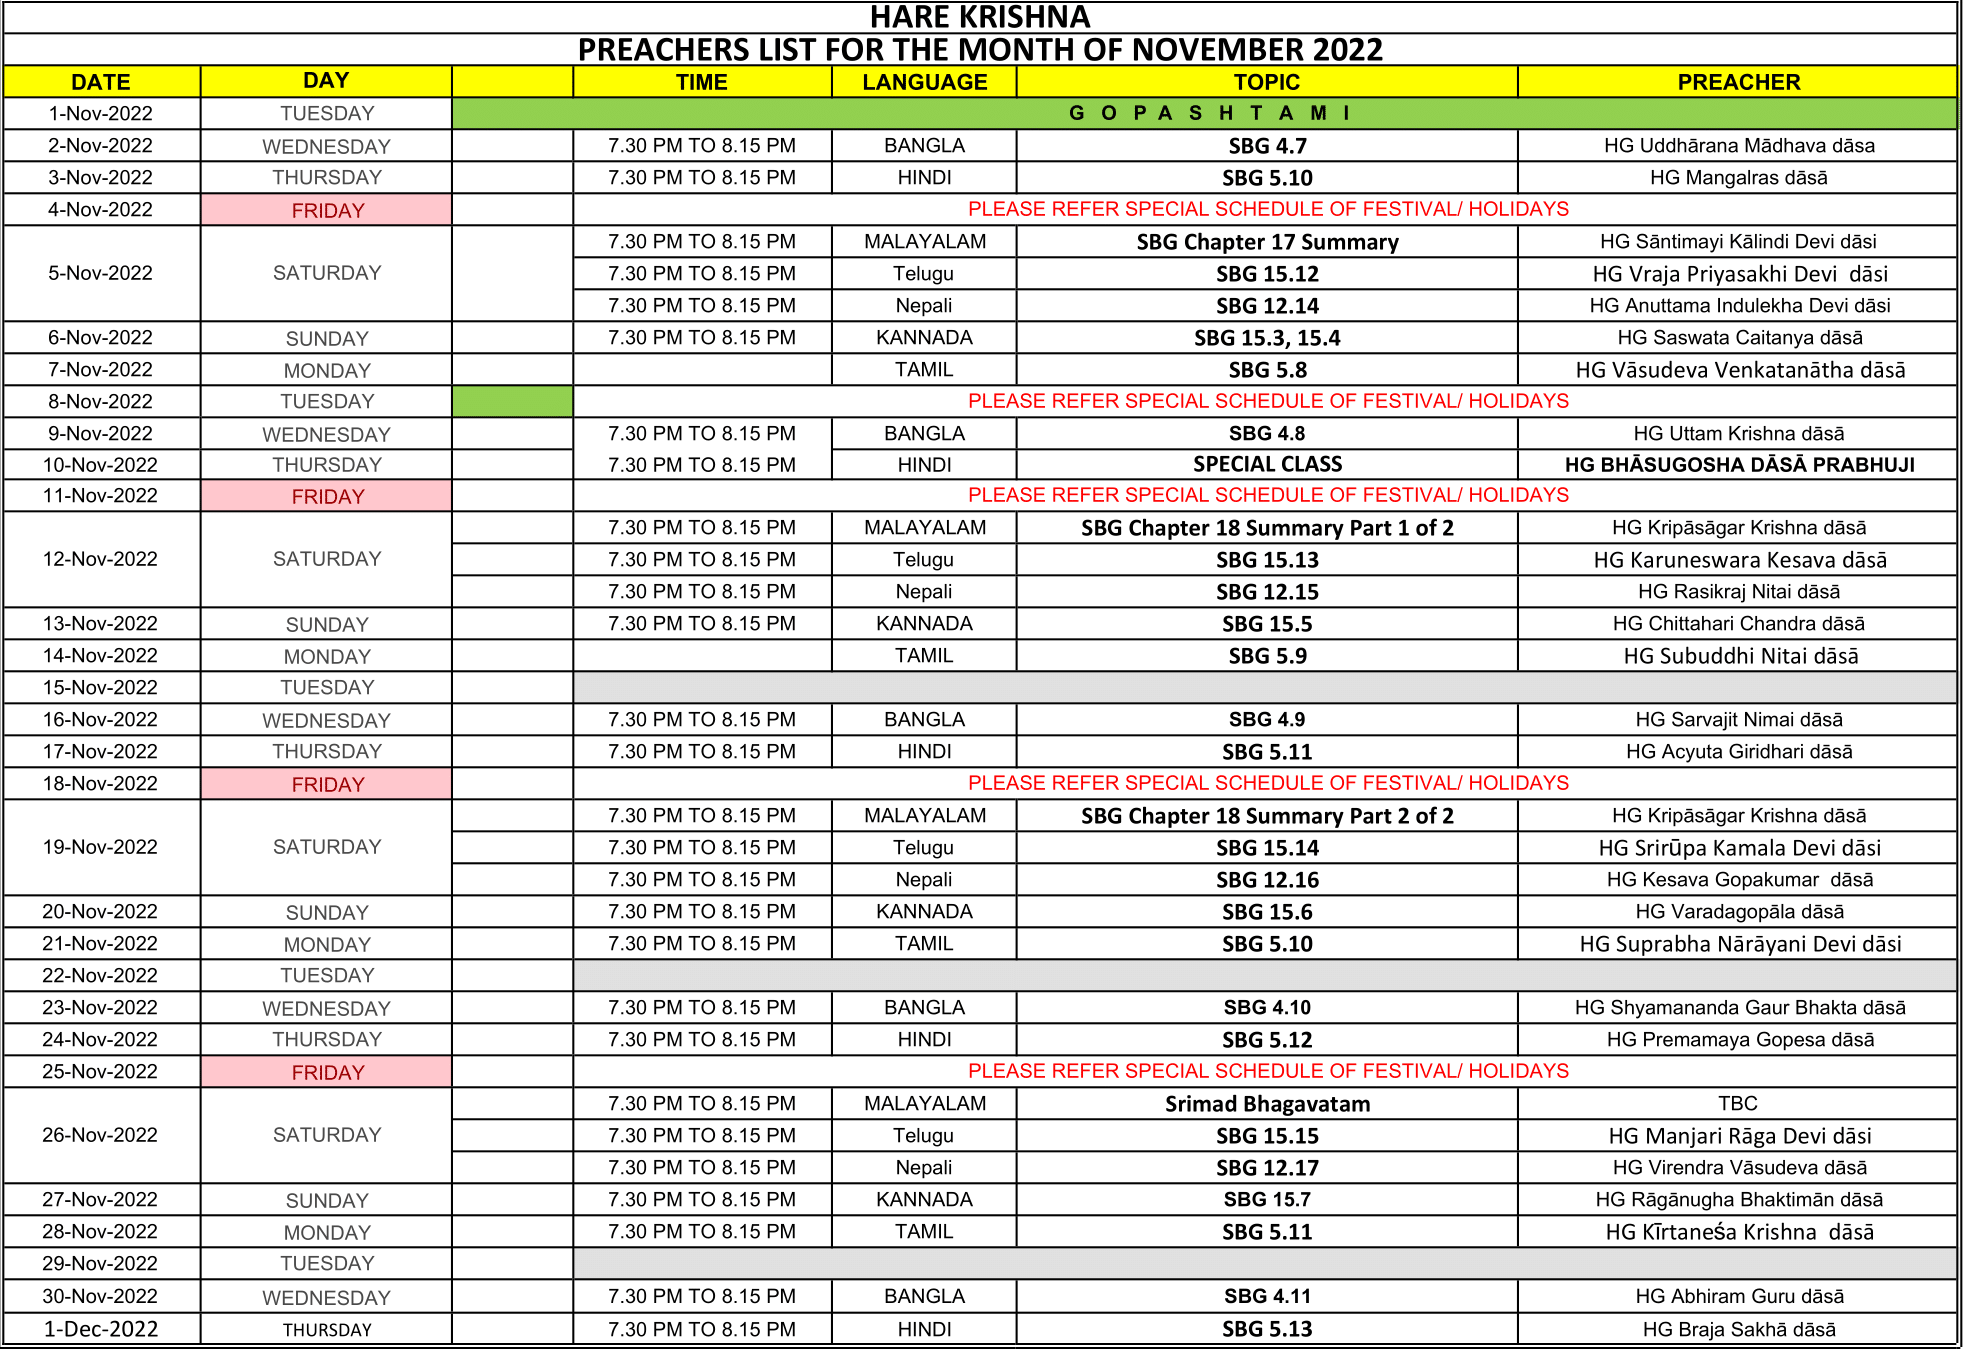 HARE KRISHNA
PREACHERS LIST FOR THE MONTH OF NOVEMBER 2022
DATE DAY TIME LANGUAGE TOPIC PREACHER
1-Nov-2022 TUESDAY G O P A S H T A M I
2-Nov-2022 WEDNESDAY 7.30 PM TO 8.15 PM BANGLA SBG 4.7 HG Uddhārana Mādhava dāsa
3-Nov-2022 THURSDAY 7.30 PM TO 8.15 PM HINDI SBG 5.10 HG Mangalras dāsā
4-Nov-2022 FRIDAY PLEASE REFER SPECIAL SCHEDULE OF FESTIVAL/ HOLIDAYS
7.30 PM TO 8.15 PM MALAYALAM SBG Chapter 17 Summary HG Sāntimayi Kālindi Devi dāsi
5-Nov-2022 SATURDAY 7.30 PM TO 8.15 PM Telugu SBG 15.12 HG Vraja Priyasakhi Devi  dāsi
7.30 PM TO 8.15 PM Nepali SBG 12.14 HG Anuttama Indulekha Devi dāsi
6-Nov-2022 SUNDAY 7.30 PM TO 8.15 PM KANNADA SBG 15.3, 15.4 HG Saswata Caitanya dāsā
7-Nov-2022 MONDAY TAMIL SBG 5.8 HG Vāsudeva Venkatanātha dāsā
8-Nov-2022 TUESDAY PLEASE REFER SPECIAL SCHEDULE OF FESTIVAL/ HOLIDAYS
9-Nov-2022 WEDNESDAY 7.30 PM TO 8.15 PM BANGLA SBG 4.8 HG Uttam Krishna dāsā
10-Nov-2022 THURSDAY 7.30 PM TO 8.15 PM HINDI SPECIAL CLASS HG BHĀSUGOSHA DĀSĀ PRABHUJI
11-Nov-2022 FRIDAY PLEASE REFER SPECIAL SCHEDULE OF FESTIVAL/ HOLIDAYS
7.30 PM TO 8.15 PM MALAYALAM SBG Chapter 18 Summary Part 1 of 2 HG Kripāsāgar Krishna dāsā
12-Nov-2022 SATURDAY 7.30 PM TO 8.15 PM Telugu SBG 15.13 HG Karuneswara Kesava dāsā
7.30 PM TO 8.15 PM Nepali SBG 12.15 HG Rasikraj Nitai dāsā
13-Nov-2022 SUNDAY 7.30 PM TO 8.15 PM KANNADA SBG 15.5 HG Chittahari Chandra dāsā
14-Nov-2022 MONDAY TAMIL SBG 5.9 HG Subuddhi Nitai dāsā
15-Nov-2022 TUESDAY
16-Nov-2022 WEDNESDAY 7.30 PM TO 8.15 PM BANGLA SBG 4.9 HG Sarvajit Nimai dāsā
17-Nov-2022 THURSDAY 7.30 PM TO 8.15 PM HINDI SBG 5.11 HG Acyuta Giridhari dāsā
18-Nov-2022 FRIDAY PLEASE REFER SPECIAL SCHEDULE OF FESTIVAL/ HOLIDAYS
7.30 PM TO 8.15 PM MALAYALAM SBG Chapter 18 Summary Part 2 of 2 HG Kripāsāgar Krishna dāsā
19-Nov-2022 SATURDAY 7.30 PM TO 8.15 PM Telugu SBG 15.14 HG Srirūpa Kamala Devi dāsi
7.30 PM TO 8.15 PM Nepali SBG 12.16 HG Kesava Gopakumar  dāsā
20-Nov-2022 SUNDAY 7.30 PM TO 8.15 PM KANNADA SBG 15.6 HG Varadagopāla dāsā
21-Nov-2022 MONDAY 7.30 PM TO 8.15 PM TAMIL SBG 5.10 HG Suprabha Nārāyani Devi dāsi
22-Nov-2022 TUESDAY
23-Nov-2022 WEDNESDAY 7.30 PM TO 8.15 PM BANGLA SBG 4.10 HG Shyamananda Gaur Bhakta dāsā
24-Nov-2022 THURSDAY 7.30 PM TO 8.15 PM HINDI SBG 5.12 HG Premamaya Gopesa dāsā
25-Nov-2022 FRIDAY PLEASE REFER SPECIAL SCHEDULE OF FESTIVAL/ HOLIDAYS
7.30 PM TO 8.15 PM MALAYALAM Srimad Bhagavatam TBC
26-Nov-2022 SATURDAY 7.30 PM TO 8.15 PM Telugu SBG 15.15 HG Manjari Rāga Devi dāsi
7.30 PM TO 8.15 PM Nepali SBG 12.17 HG Virendra Vāsudeva dāsā
27-Nov-2022 SUNDAY 7.30 PM TO 8.15 PM KANNADA SBG 15.7 HG Rāgānugha Bhaktimān dāsā
28-Nov-2022 MONDAY 7.30 PM TO 8.15 PM TAMIL SBG 5.11 HG Kīrtaneśa Krishna  dāsā
29-Nov-2022 TUESDAY
30-Nov-2022 WEDNESDAY 7.30 PM TO 8.15 PM BANGLA SBG 4.11 HG Abhiram Guru dāsā
1-Dec-2022 THURSDAY 7.30 PM TO 8.15 PM HINDI SBG 5.13 HG Braja Sakhā dāsā